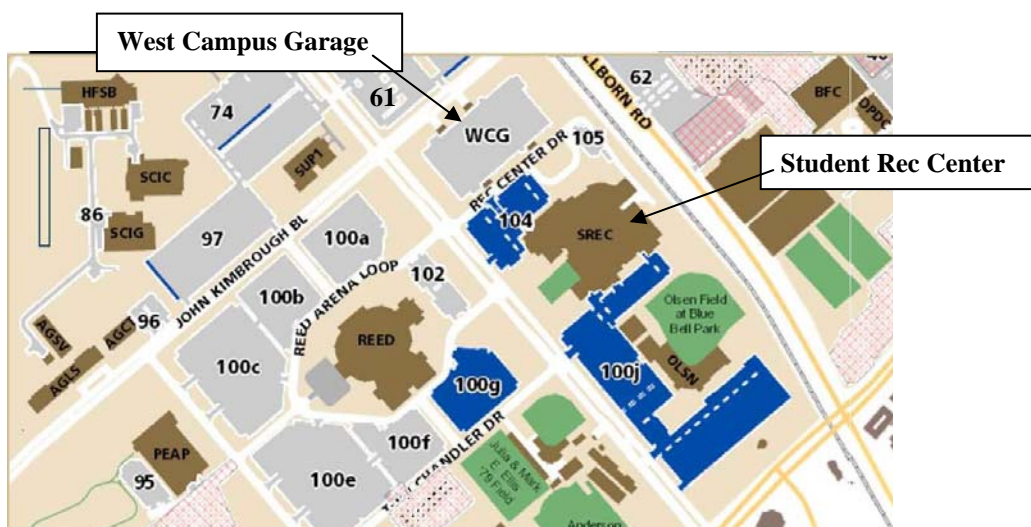 West Campus Garage
HFSB
74
61
62
BFC
DPDC
WCG
105
REC CENTER DR
Student Rec Center
SUP1
SCIC
86
SCIG
104
SREC
97
100a
JOHN KIMBROUGH BL
102
REED ARENA LOOP
100b
Olsen Field
at Blue
Bell Park
96
AGCT
AGSV
AGLS
REED
100c
100j
OLSN
100g
PEAP
100f
CHANDLER DR
95
100e
Julia & Mark
E. Ellis
'79 Field
Anderson